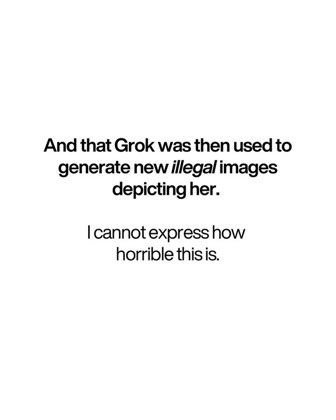 And that Grok was then used to
generate new illegal images
depicting her.
I cannot express how
horrible this is.